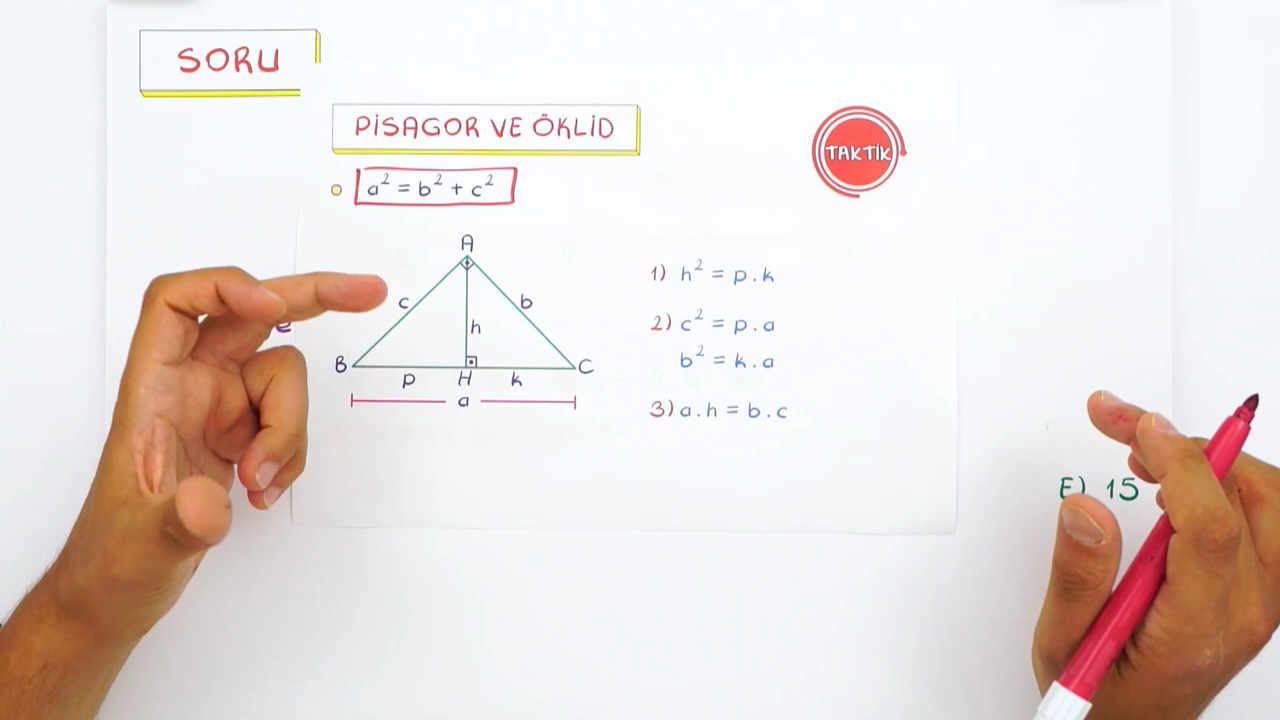 SORU
PİSAGOR VE ÖKLİD
TAKTİK
a² = b² + c²
A
c
b
h
B
H
C
p
k
a
1) h² = p.k
2) c² = p.a
b² = k.a
3) a.h = b.c
e
E) 15